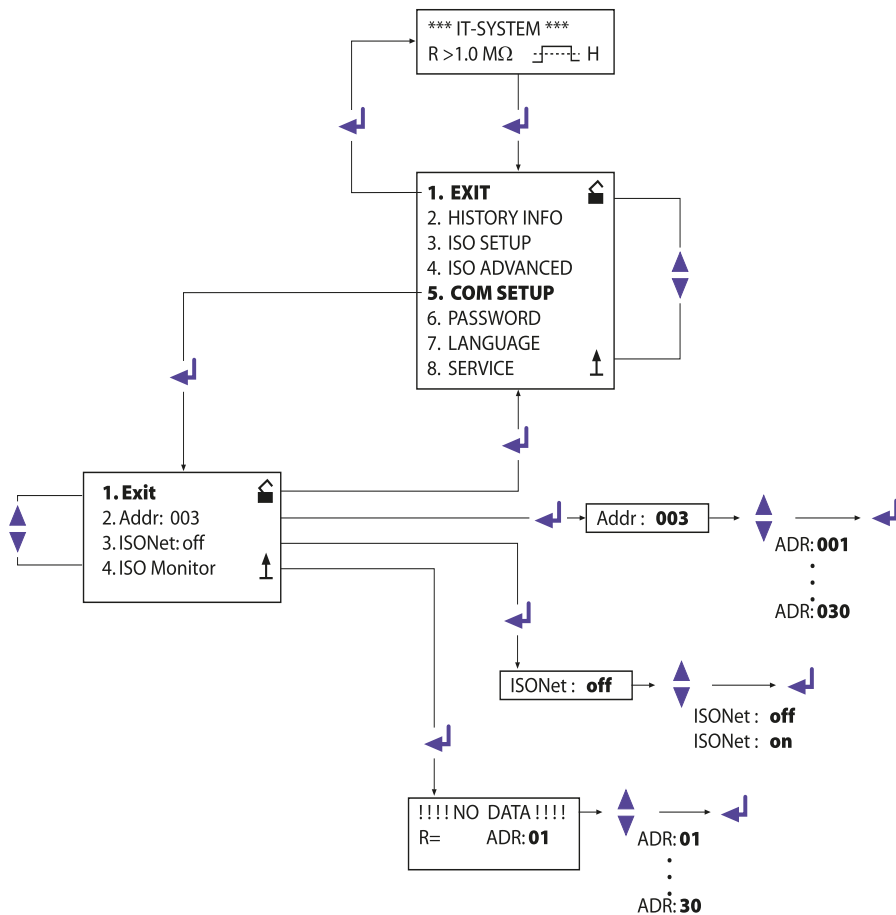 *** IT-SYSTEM ***
R >1.0 MΩ H
1. EXIT
2. HISTORY INFO
3. ISO SETUP
4. ISO ADVANCED
5. COM SETUP
6. PASSWORD
7. LANGUAGE
8. SERVICE
1. Exit
2. Addr: 003
3. ISONet: off
4. ISO Monitor
Addr : 003
ADR: 001
ADR: 030
ISONet : off
ISONet : off
ISONet : on
!!!! NO DATA !!!!
R= ADR: 01
ADR: 01
ADR: 30